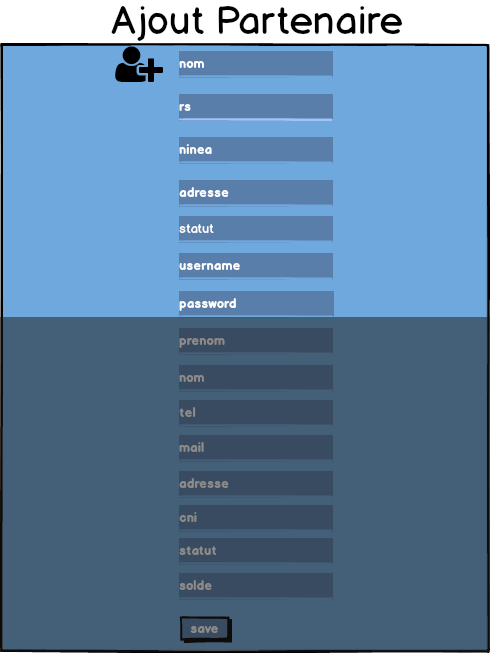 Ajout Partenaire
nom
rs
ninea
adresse
statut
username
password
prenom
nom
tel
mail
adresse
cni
statut
solde
save